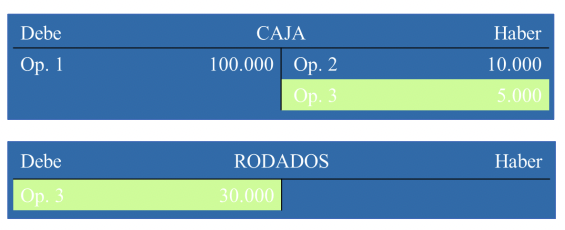 Debe CAJA Haber
Op. 1 100.000 Op. 2 10.000
Op. 3 5.000
Debe RODADOS Haber
Op. 3 30.000